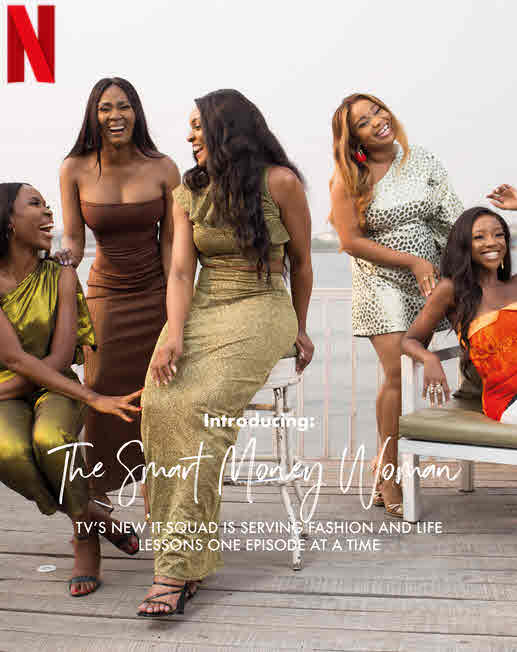 N
Introducing:
The Smart Money Woman
TV'S NEW IT-SQUAD IS SERVING FASHION AND LIFE
LESSONS ONE EPISODE AT A TIME